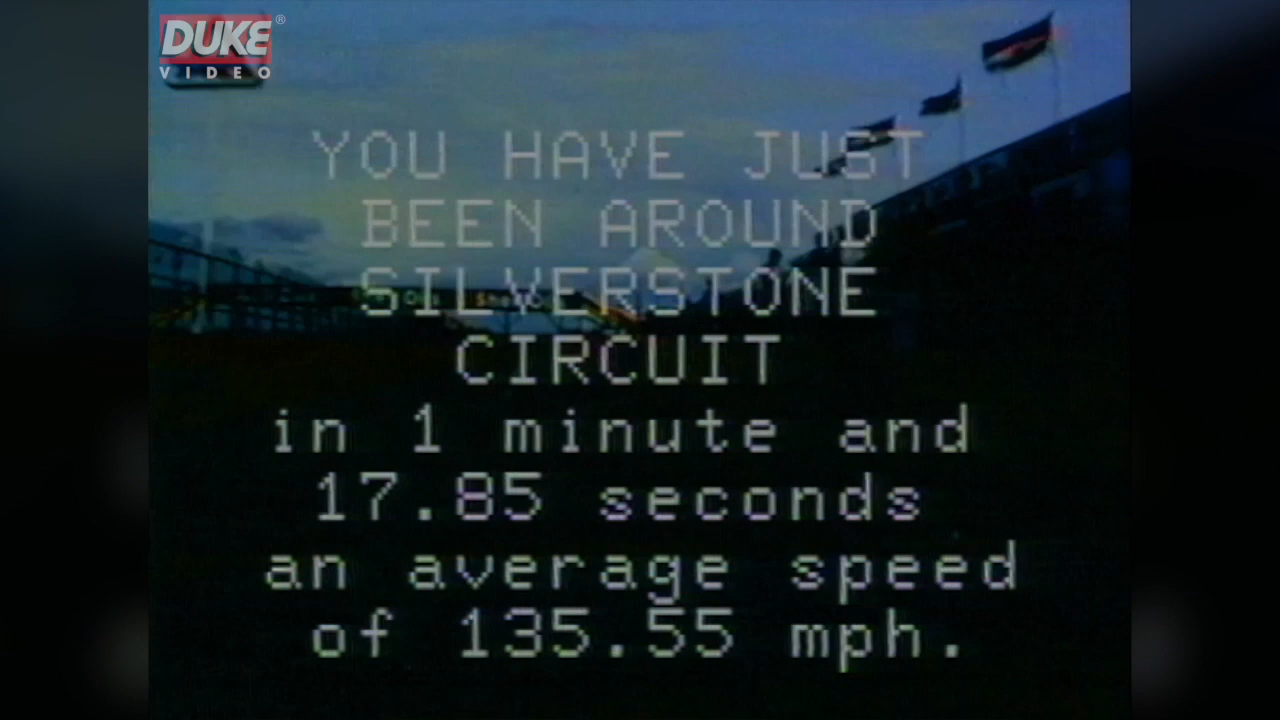 DUKE®
VIDEO
YOU HAVE JUST
BEEN AROUND
SILVERSTONE
CIRCUIT
in 1 minute and
17.85 seconds
an average speed
of 135.55 mph.